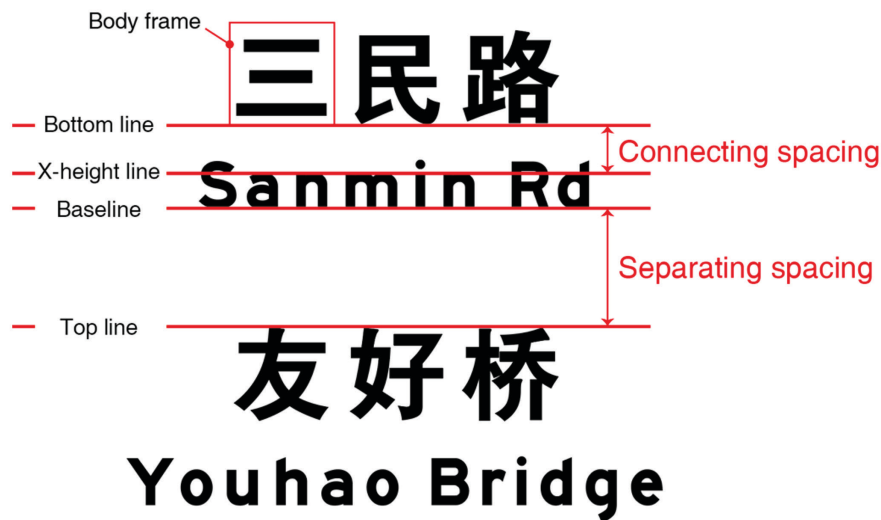 Body frame
三民路
Bottom line
Connecting spacing
X-height line
Sanmin Rd
Baseline
Separating spacing
Top line
友好桥
Youhao Bridge